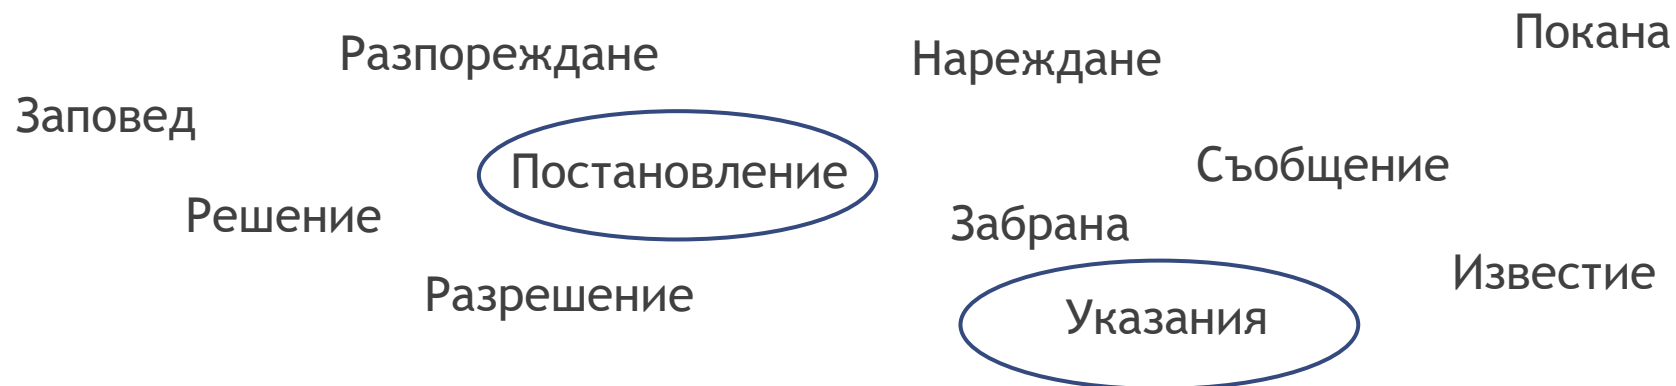 Покана
Разпореждане
Нареждане
Заповед
Постановление
Съобщение
Решение
Забрана
Известие
Разрешение
Указания